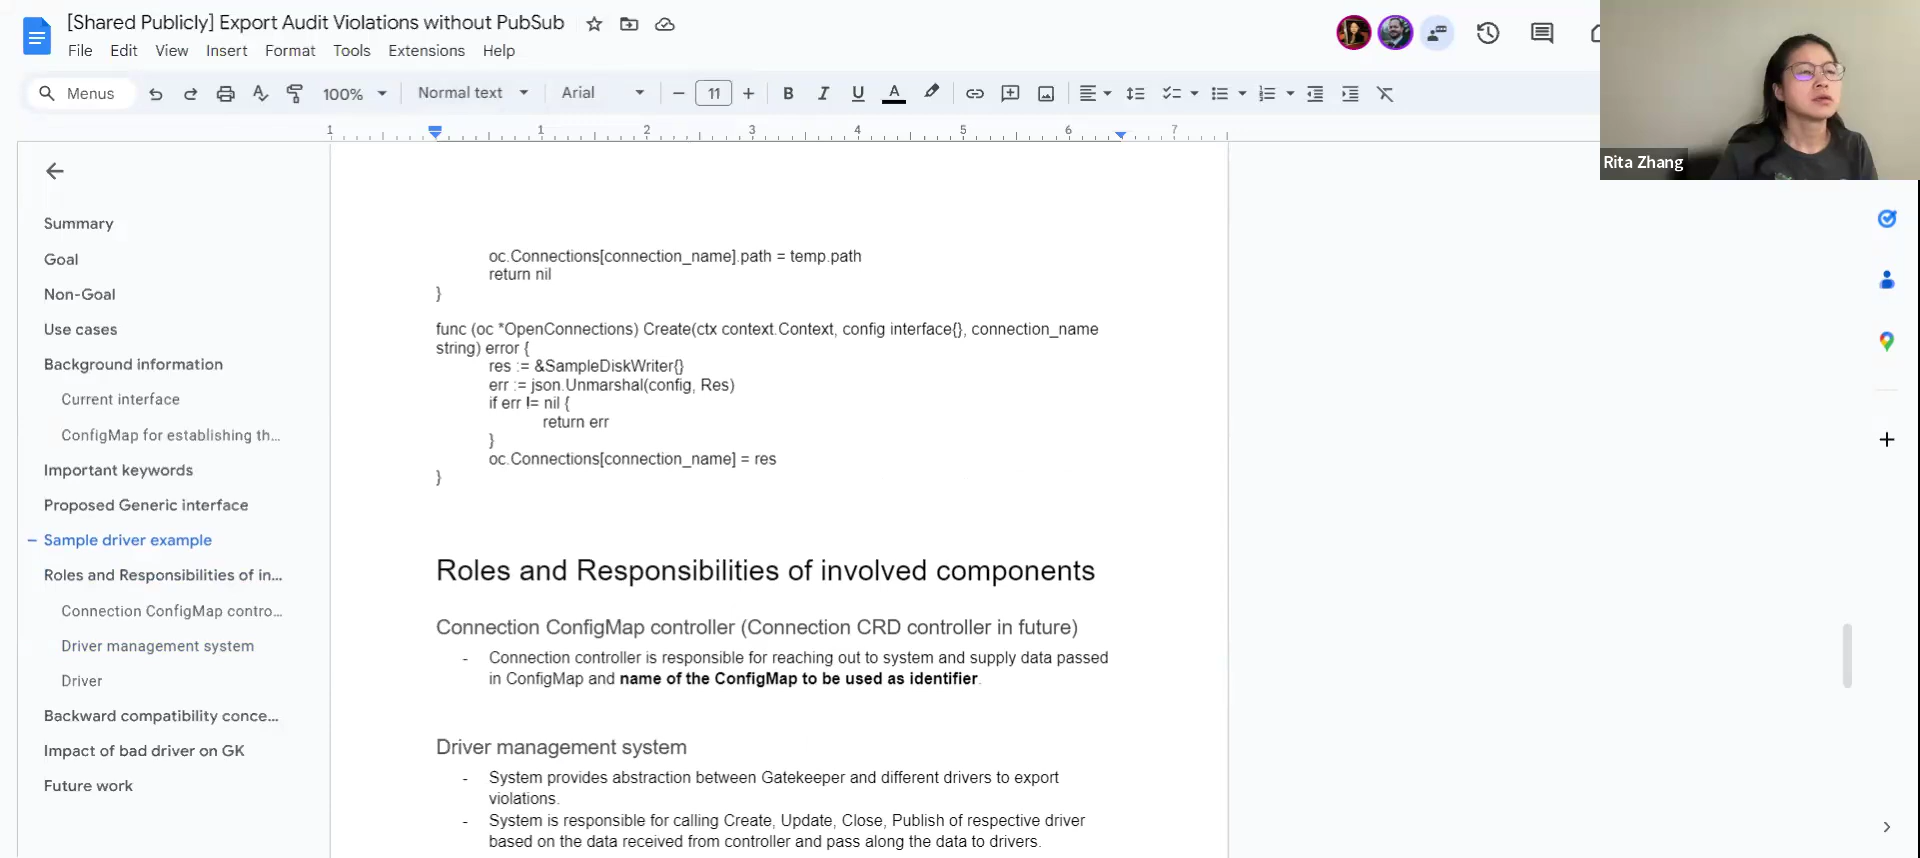 [Shared Publicly] Export Audit Violations without PubSub
File Edit View Insert Format Tools Extensions Help
Menus 100% Normal text Arial 11 B I U A
1 1 2 3 4 5 6 7
Rita Zhang
Summary
Goal
Non-Goal
Use cases
Background information
Current interface
ConfigMap for establishing th...
Important keywords
Proposed Generic interface
Sample driver example
Roles and Responsibilities of in...
Connection ConfigMap contro...
Driver management system
Driver
Backward compatibility conce...
Impact of bad driver on GK
Future work
oc.Connections[connection_name].path = temp.path
return nil
}
func (oc *OpenConnections) Create(ctx context.Context, config interface{}, connection_name
string) error {
res := &SampleDiskWriter{}
err := json.Unmarshal(config, Res)
if err != nil {
return err
}
oc.Connections[connection_name] = res
}
Roles and Responsibilities of involved components
Connection ConfigMap controller (Connection CRD controller in future)
- Connection controller is responsible for reaching out to system and supply data passed
in ConfigMap and name of the ConfigMap to be used as identifier.
Driver management system
- System provides abstraction between Gatekeeper and different drivers to export
violations.
- System is responsible for calling Create, Update, Close, Publish of respective driver
based on the data received from controller and pass along the data to drivers.